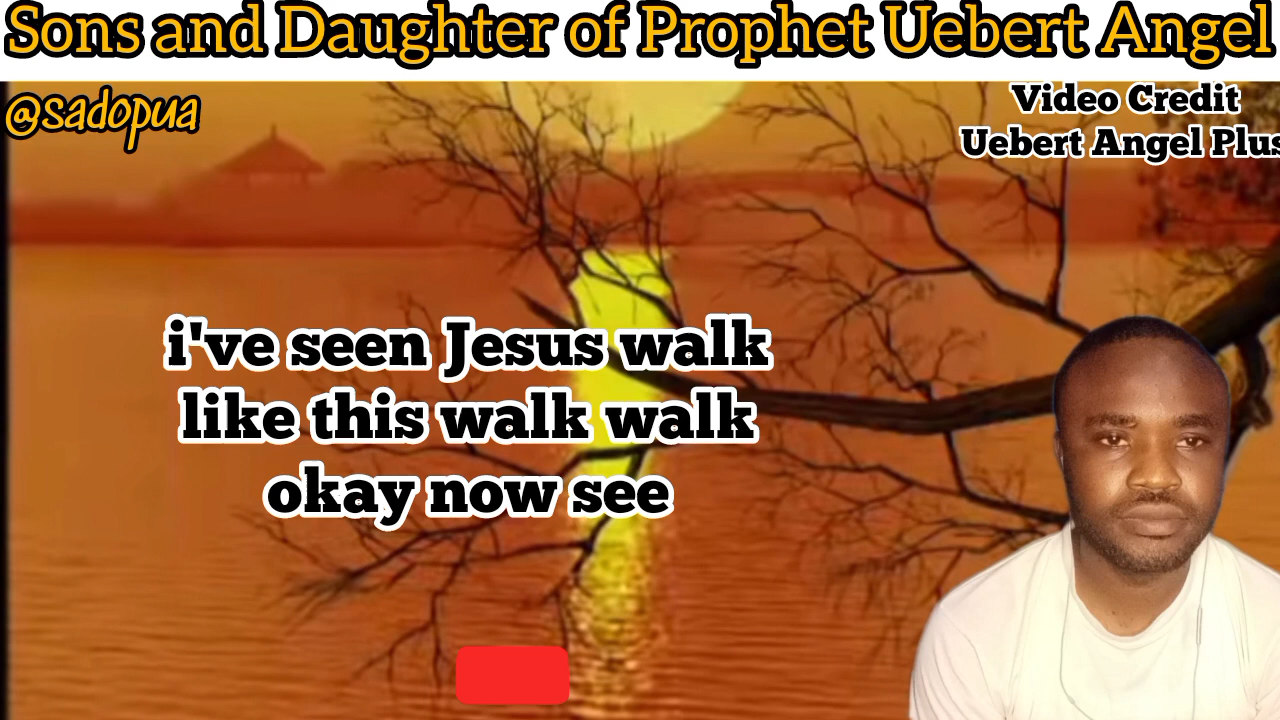 Sons and Daughter of Prophet Uebert Angel
@sadopua
Video Credit
Uebert Angel Plus
i've seen Jesus walk
like this walk walk
okay now see